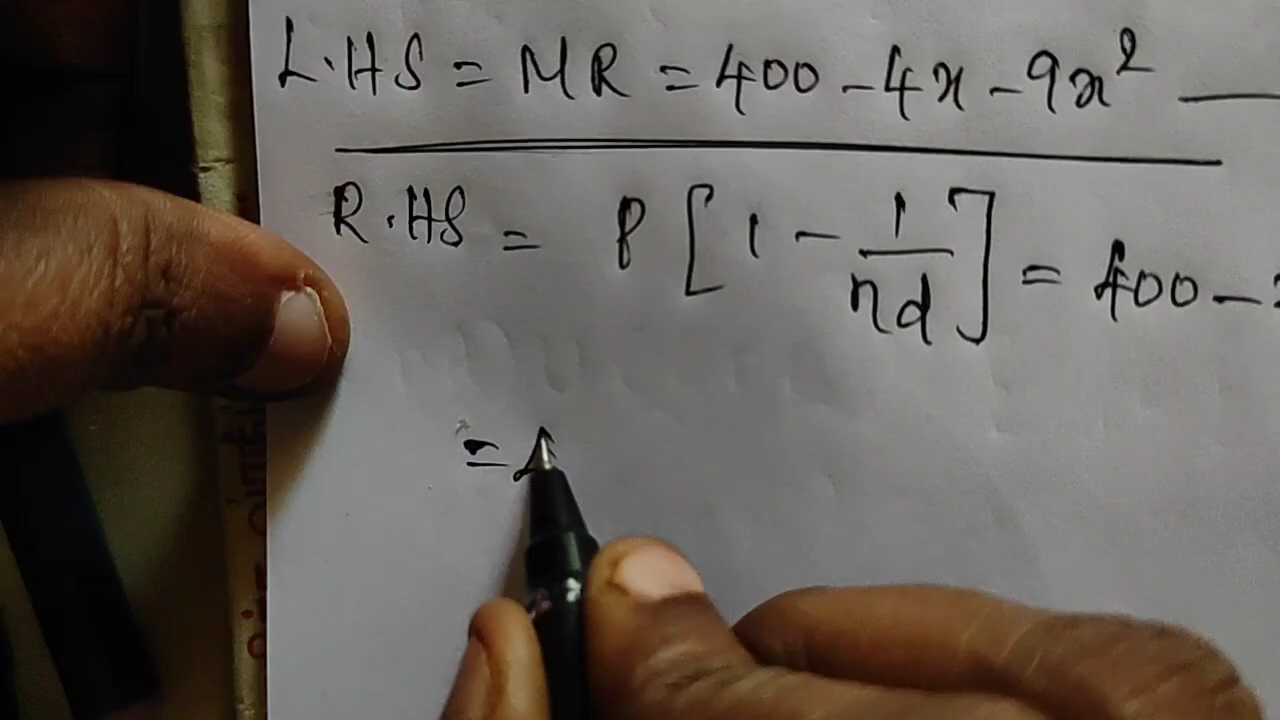 L.HS = MR = 400 - 4x - 9x² —
R.HS = P [ 1 - 1/ηd ] = 400 -
=